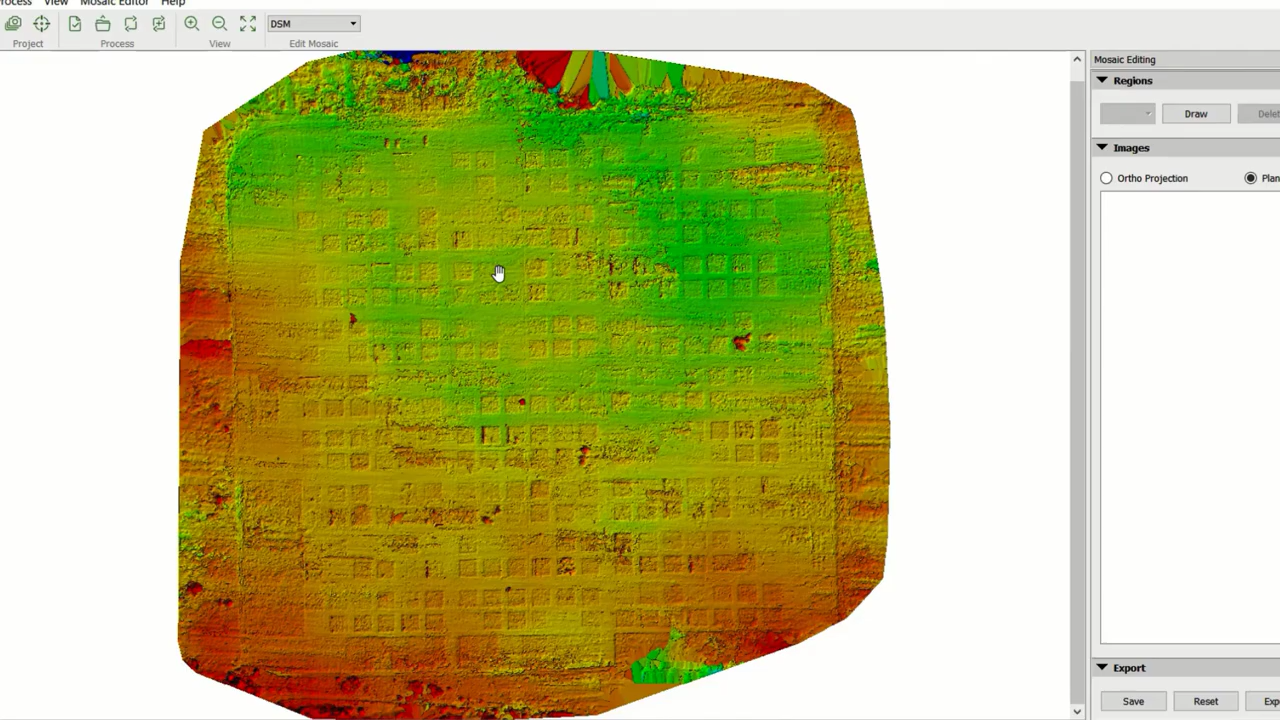 Process View Mosaic Editor Help
DSM
Project Process View Edit Mosaic
Mosaic Editing
Regions
Draw Delet
Images
Ortho Projection Plan
Export
Save Reset Exp